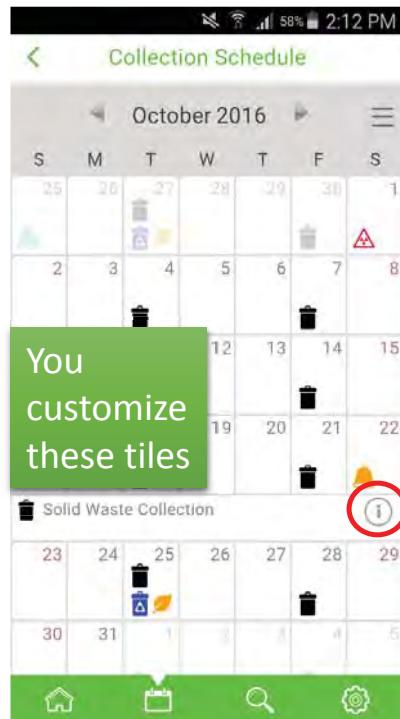 58% 2:12 PM
Collection Schedule
October 2016
S M T W T F S
25 26 27 28 29 30 1
2 3 4 5 6 7 8
12 13 14 15
You
customize
these tiles
19 20 21 22
Solid Waste Collection
23 24 25 26 27 28 29
30 31 1 2 3 4 5